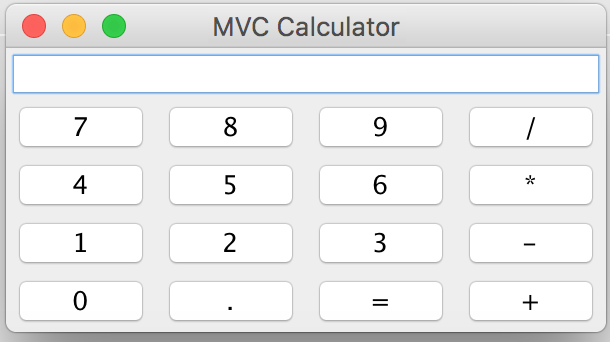 MVC Calculator
7 8 9 /
4 5 6 *
1 2 3 -
0 . = +